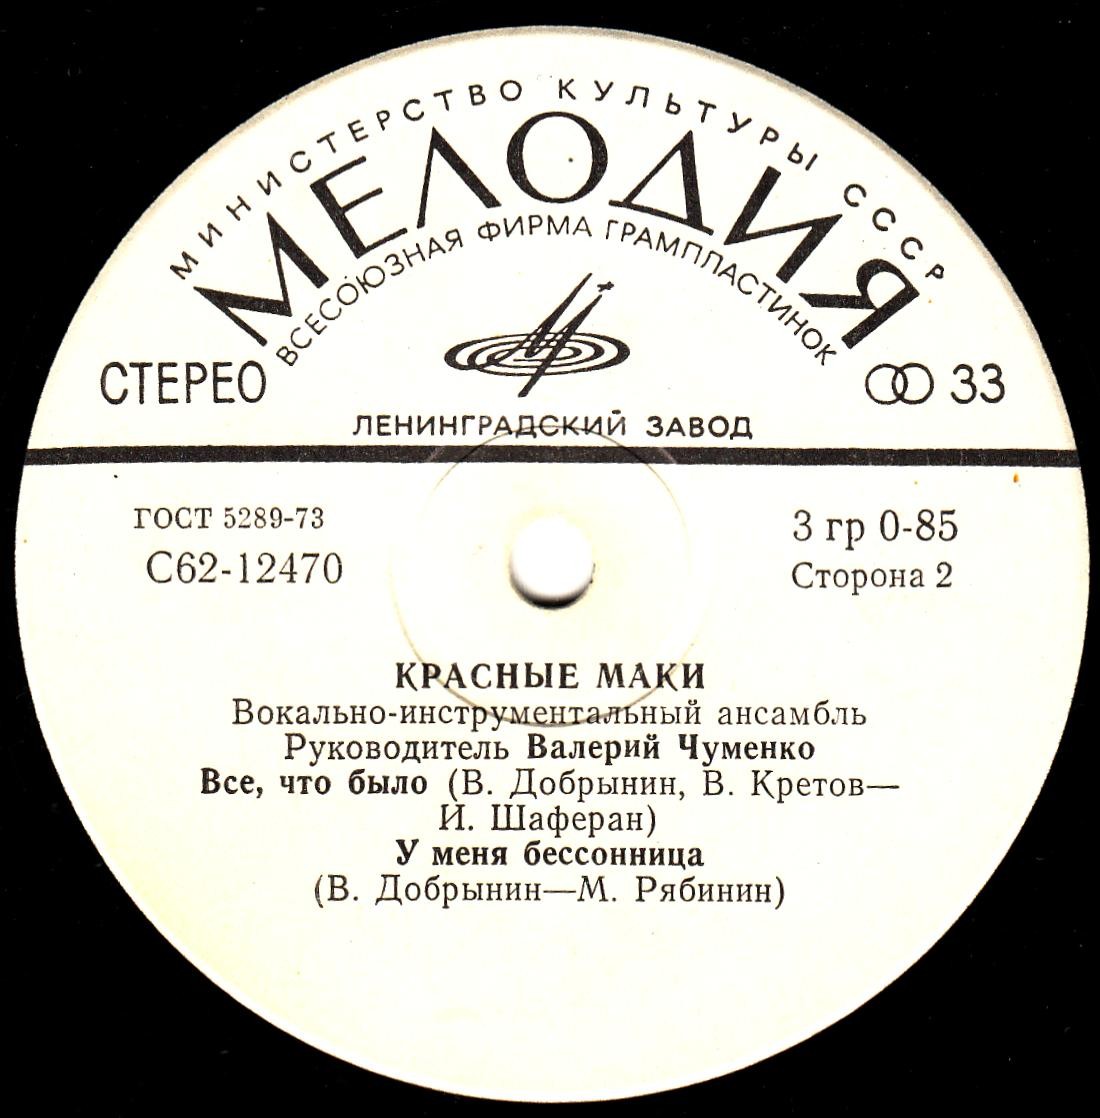 МИНИСТЕРСТВО КУЛЬТУРЫ СССР
МЕЛОДИЯ
ВСЕСОЮЗНАЯ ФИРМА ГРАМПЛАСТИНОК
СТЕРЕО
33
ЛЕНИНГРАДСКИЙ ЗАВОД
ГОСТ 5289-73
С62-12470
3 гр 0-85
Сторона 2
КРАСНЫЕ МАКИ
Вокально-инструментальный ансамбль
Руководитель Валерий Чуменко
Все, что было (В. Добрынин, В. Кретов—
И. Шаферан)
У меня бессонница
(В. Добрынин—М. Рябинин)